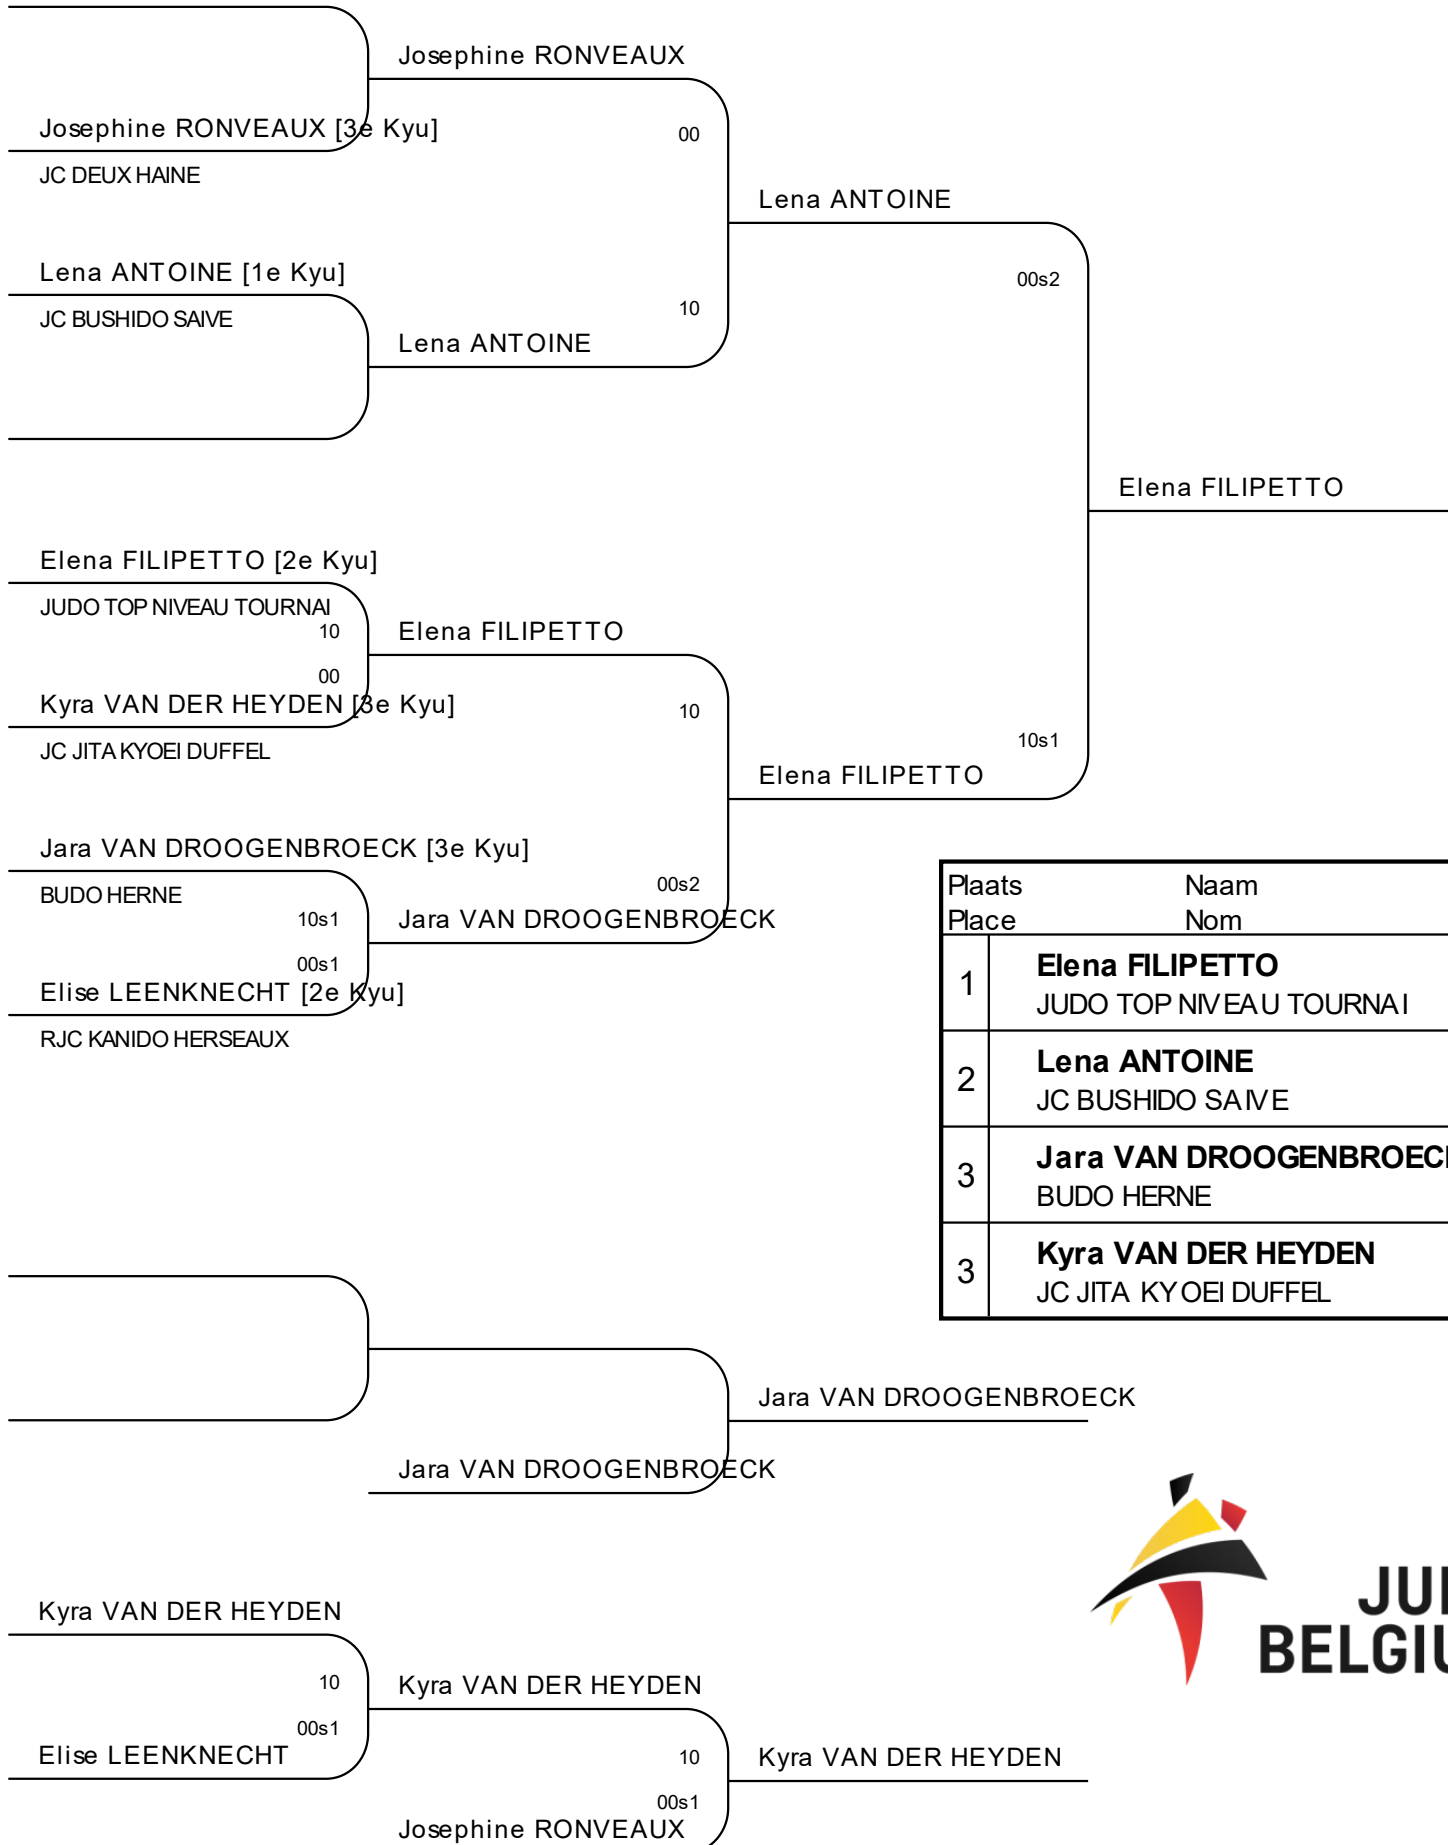 Josephine RONVEAUX
Josephine RONVEAUX [3e Kyu]
00
JC DEUX HAINE
Lena ANTOINE
Lena ANTOINE [1e Kyu]
00s2
JC BUSHIDO SAIVE
10
Lena ANTOINE
Elena FILIPETTO
Elena FILIPETTO [2e Kyu]
JUDO TOP NIVEAU TOURNAI
10
Elena FILIPETTO
00
Kyra VAN DER HEYDEN [3e Kyu]
10
JC JITA KYOEI DUFFEL
10s1
Elena FILIPETTO
Jara VAN DROOGENBROECK [3e Kyu]
BUDO HERNE
00s2
10s1
Jara VAN DROOGENBROECK
00s1
Elise LEENKNECHT [2e Kyu]
RJC KANIDO HERSEAUX
Plaats Naam
Place Nom
1 Elena FILIPETTO
JUDO TOP NIVEAU TOURNAI
2 Lena ANTOINE
JC BUSHIDO SAIVE
3 Jara VAN DROOGENBROECK
BUDO HERNE
3 Kyra VAN DER HEYDEN
JC JITA KYOEI DUFFEL
Jara VAN DROOGENBROECK
Jara VAN DROOGENBROECK
Kyra VAN DER HEYDEN
10
Kyra VAN DER HEYDEN
00s1
Elise LEENKNECHT
10
Kyra VAN DER HEYDEN
00s1
Josephine RONVEAUX